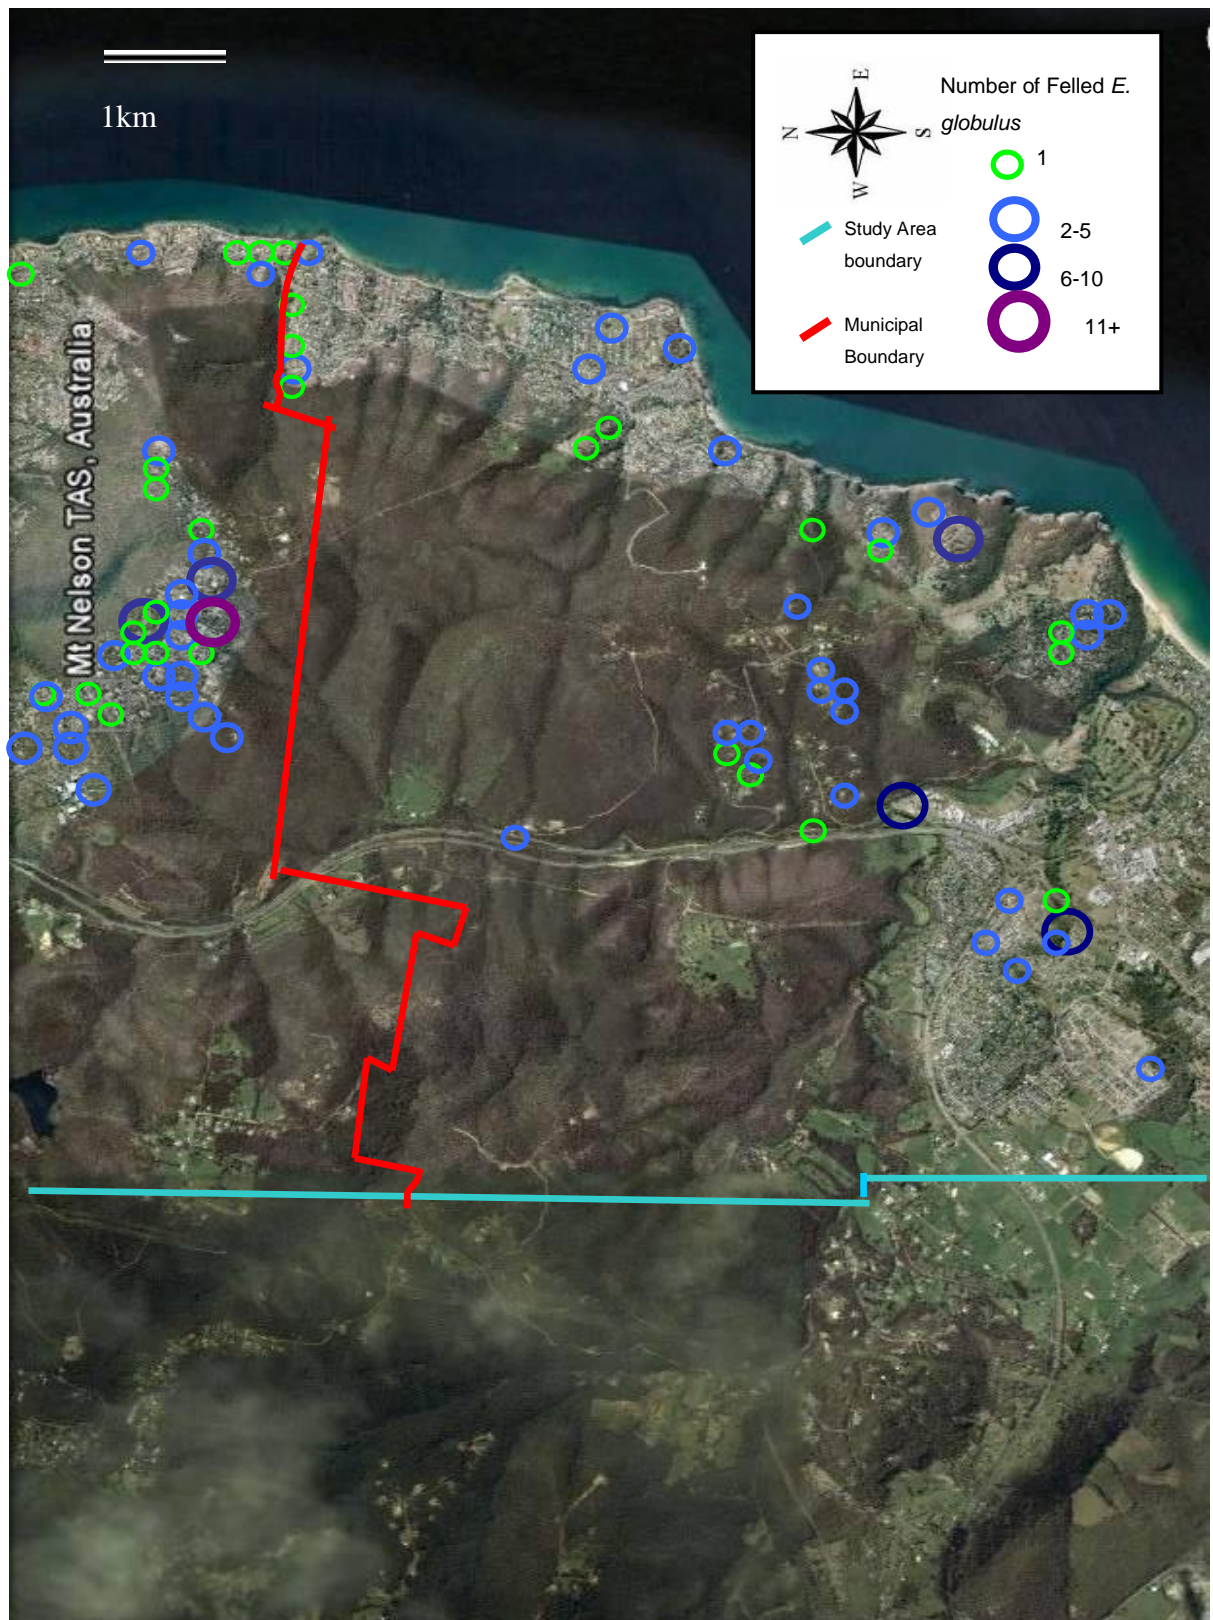 1km
E
N
S
W
Number of Felled E.
globulus
1
2-5
6-10
11+
Study Area
boundary
Municipal
Boundary
Mt Nelson TAS, Australia